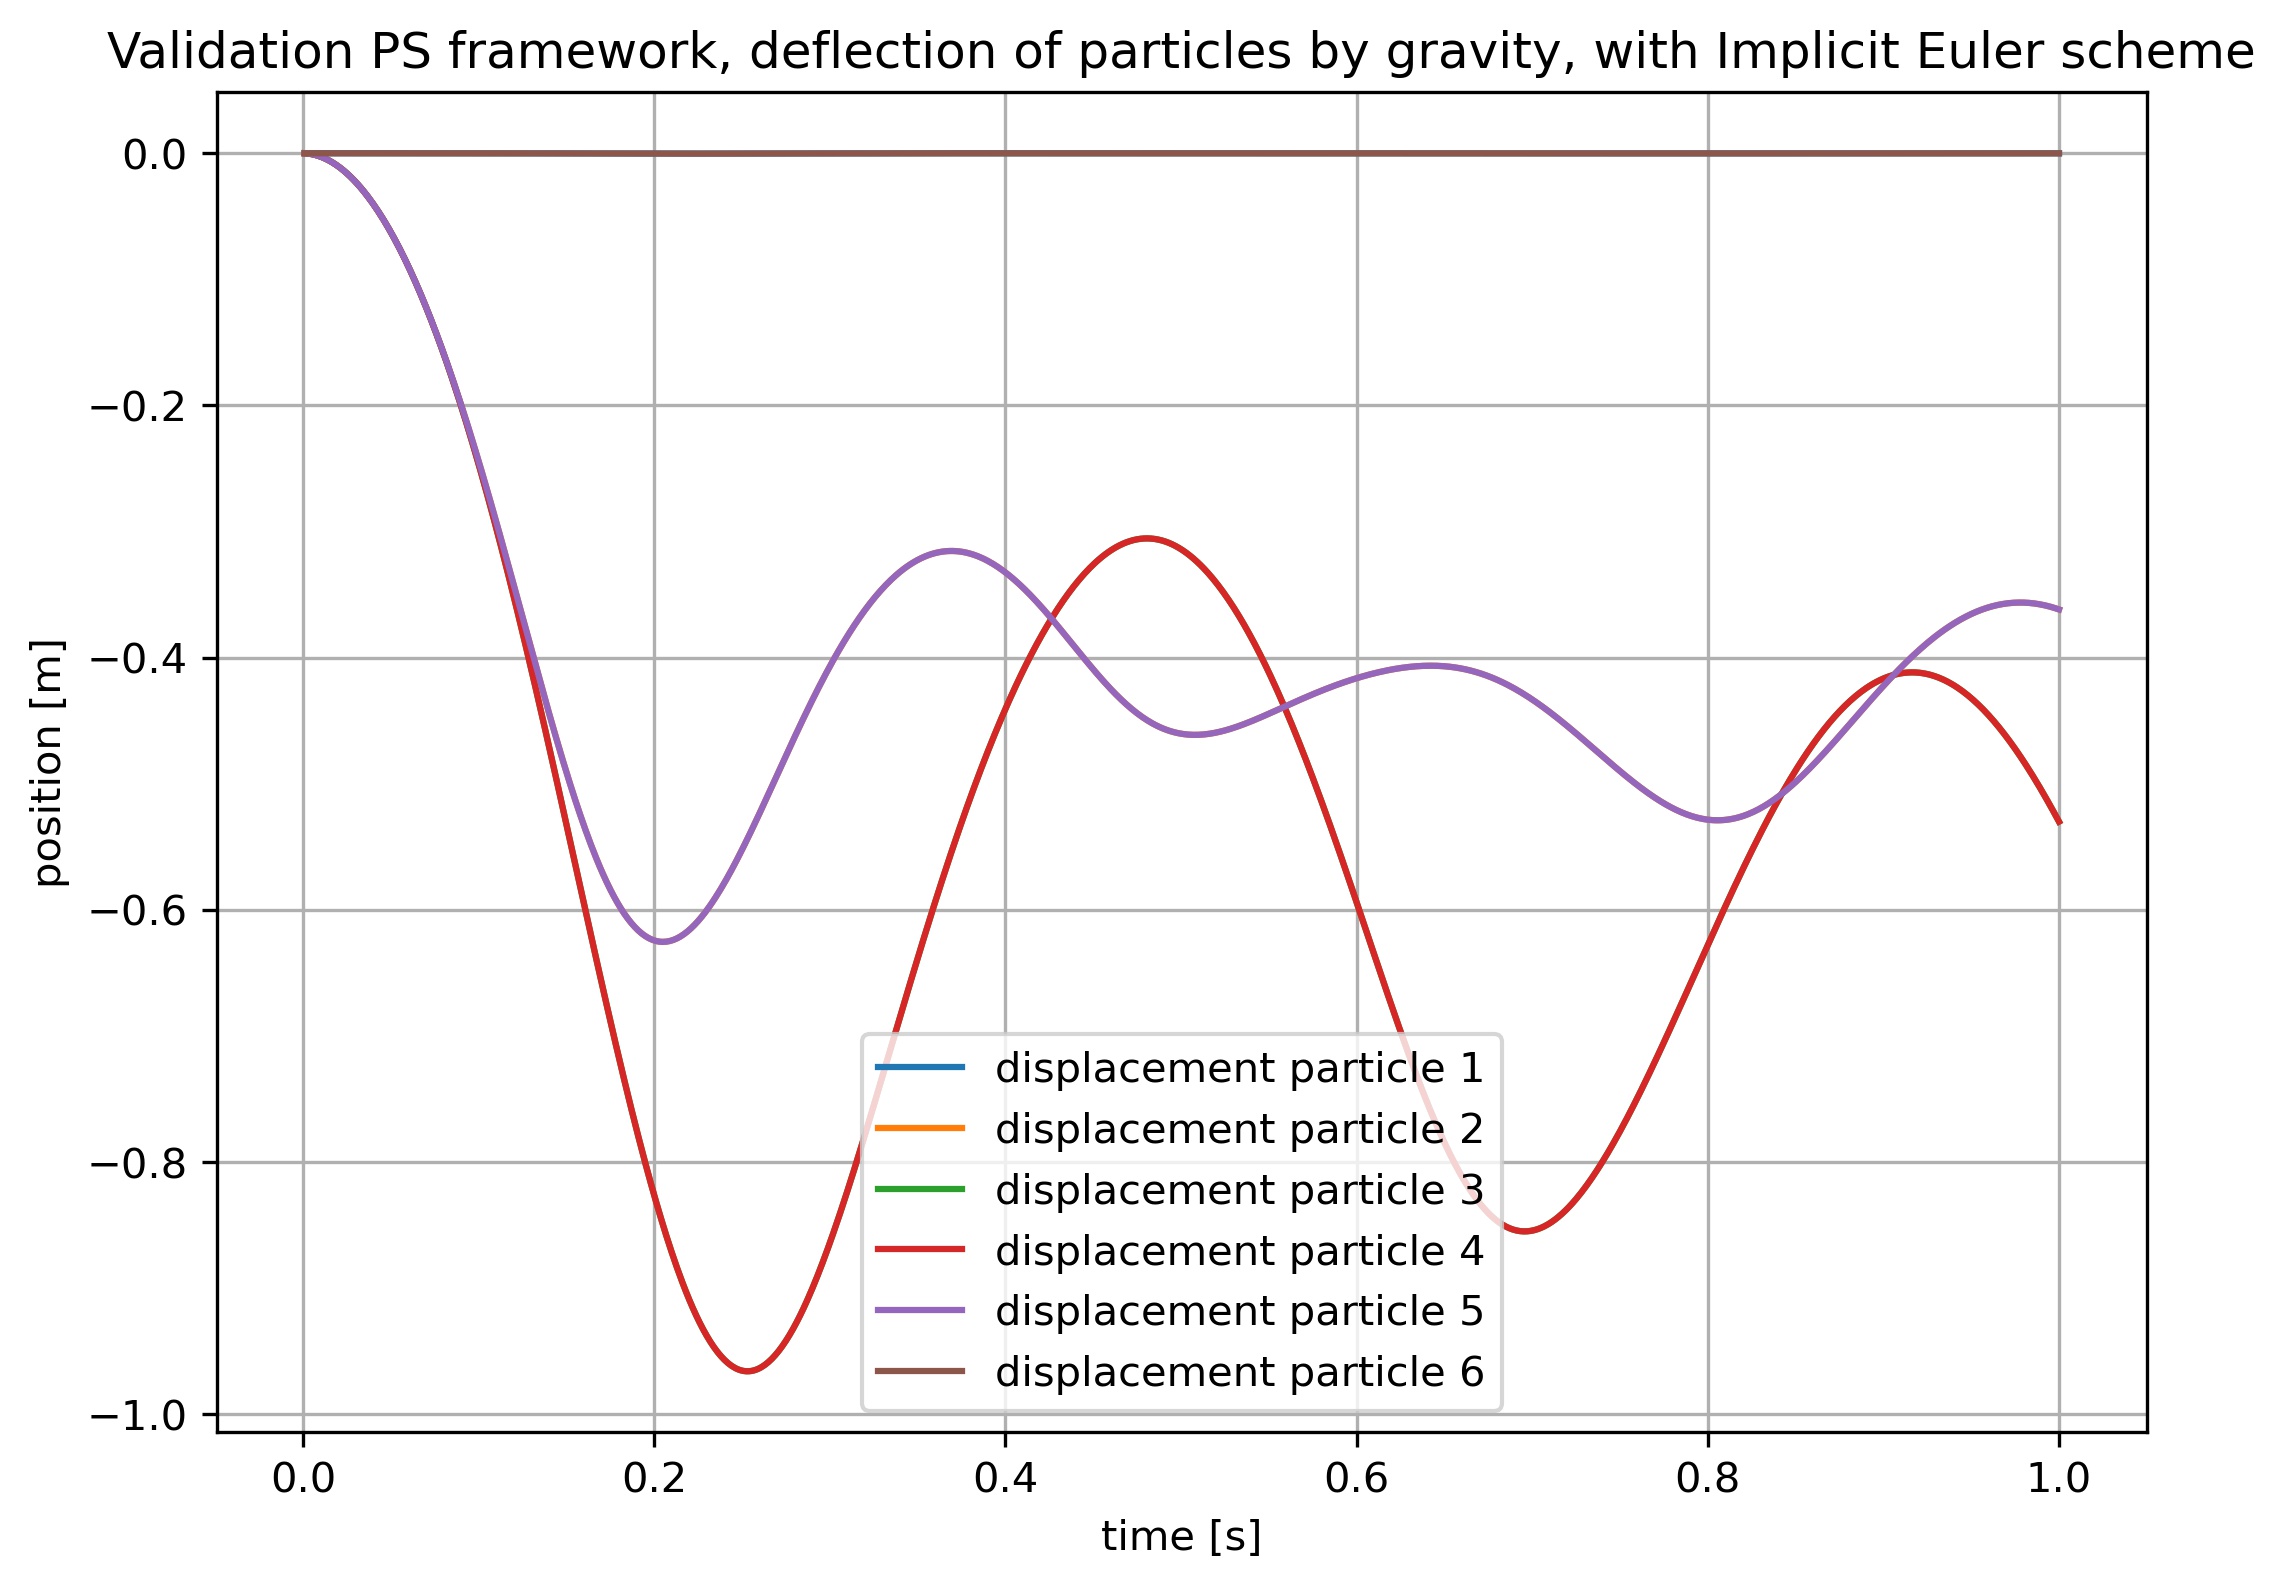 Validation PS framework, deflection of particles by gravity, with Implicit Euler scheme
0.0
−0.2
−0.4
−0.6
−0.8
−1.0
position [m]
displacement particle 1
displacement particle 2
displacement particle 3
displacement particle 4
displacement particle 5
displacement particle 6
0.0 0.2 0.4 0.6 0.8 1.0
time [s]